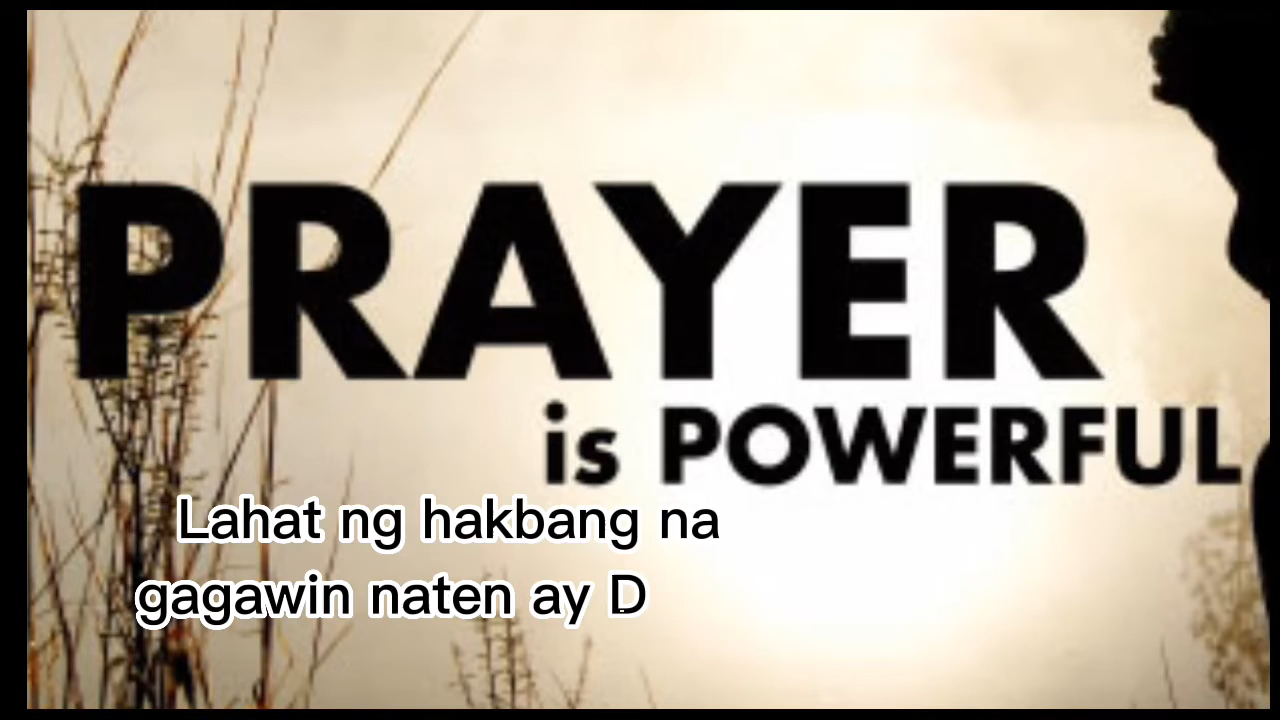 PRAYER
is POWERFUL
Lahat ng hakbang na
gagawin naten ay D